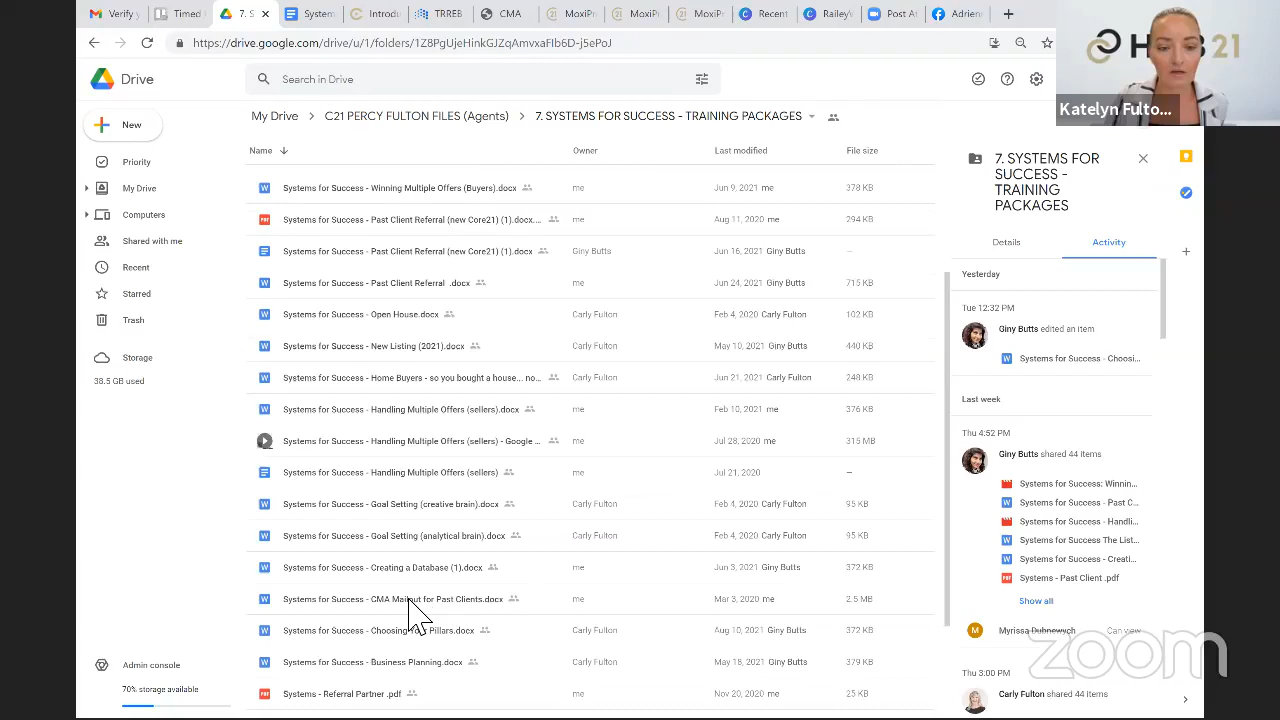 Verify y
Timed
7. S
System
Introdu
TRREB
MoxiPr
MoxiPr
MoxiPr
Recent
RaileyV
Post A
Adrien
https://drive.google.com/drive/u/1/folders/
Drive
Search in Drive
Katelyn Fulto...
New
My Drive
C21 PERCY FULTON FILES (Agents)
7. SYSTEMS FOR SUCCESS - TRAINING PACKAGES
Name
Owner
Last modified
File size
Priority
My Drive
Computers
Shared with me
Recent
Starred
Trash
Storage
38.5 GB used
Admin console
70% storage available
Systems for Success - Winning Multiple Offers (Buyers).docx me Jun 9, 2021 me 378 KB
Systems for Success - Past Client Referral (new Core21) (1).docx.... me Aug 11, 2020 me 294 KB
Systems for Success - Past Client Referral (new Core21) (1).docx Giny Butts Jun 16, 2021 Giny Butts —
Systems for Success - Past Client Referral .docx me Jun 24, 2021 Giny Butts 715 KB
Systems for Success - Open House.docx Carly Fulton Feb 4, 2020 Carly Fulton 102 KB
Systems for Success - New Listing (2021).docx Carly Fulton May 10, 2021 Giny Butts 440 KB
Systems for Success - Home Buyers - so you bought a house... no... Carly Fulton Jun 21, 2021 Carly Fulton 248 KB
Systems for Success - Handling Multiple Offers (sellers).docx me Feb 10, 2021 me 376 KB
Systems for Success - Handling Multiple Offers (sellers) - Google ... me Jul 28, 2020 me 315 MB
Systems for Success - Handling Multiple Offers (sellers) me Jul 21, 2020 —
Systems for Success - Goal Setting (creative brain).docx Carly Fulton Feb 4, 2020 Carly Fulton 95 KB
Systems for Success - Goal Setting (analytical brain).docx Carly Fulton Feb 4, 2020 Carly Fulton 95 KB
Systems for Success - Creating a Database (1).docx me Jun 3, 2021 Giny Butts 372 KB
Systems for Success - CMA Mailout for Past Clients.docx me Mar 3, 2020 me 2.5 MB
Systems for Success - Choosing Your Pillars.docx Carly Fulton Aug 10, 2021 Giny Butts 372 KB
Systems for Success - Business Planning.docx Carly Fulton May 18, 2021 Giny Butts 379 KB
Systems - Referral Partner .pdf me Nov 20, 2020 me 35 KB
7. SYSTEMS FOR
SUCCESS -
TRAINING
PACKAGES
Details
Activity
Yesterday
Tue 12:32 PM
Giny Butts edited an item
Systems for Success - Choosi...
Last week
Thu 4:52 PM
Giny Butts shared 44 items
Systems for Success: Winnin...
Systems for Success - Past C...
Systems for Success - Handli...
Systems for Success The List...
Systems for Success - Creati...
Systems - Past Client .pdf
Show all
M
Myrissa Dubnewych Can view
Thu 3:00 PM
Carly Fulton shared 44 items
zoom